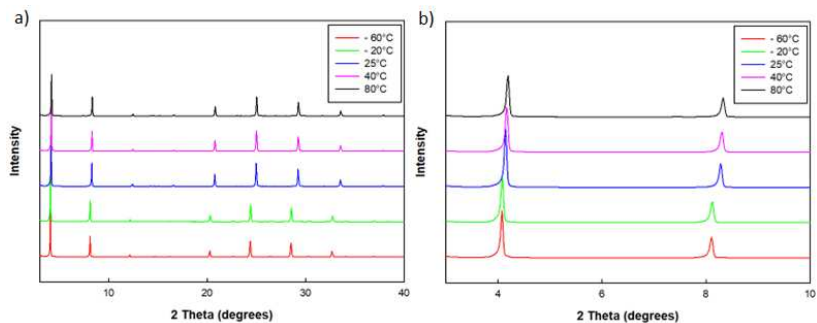 a)
- 60°C
- 20°C
25°C
40°C
80°C
Intensity
10
20
30
40
2 Theta (degrees)
b)
- 60°C
- 20°C
25°C
40°C
80°C
Intensity
4
6
8
10
2 Theta (degrees)